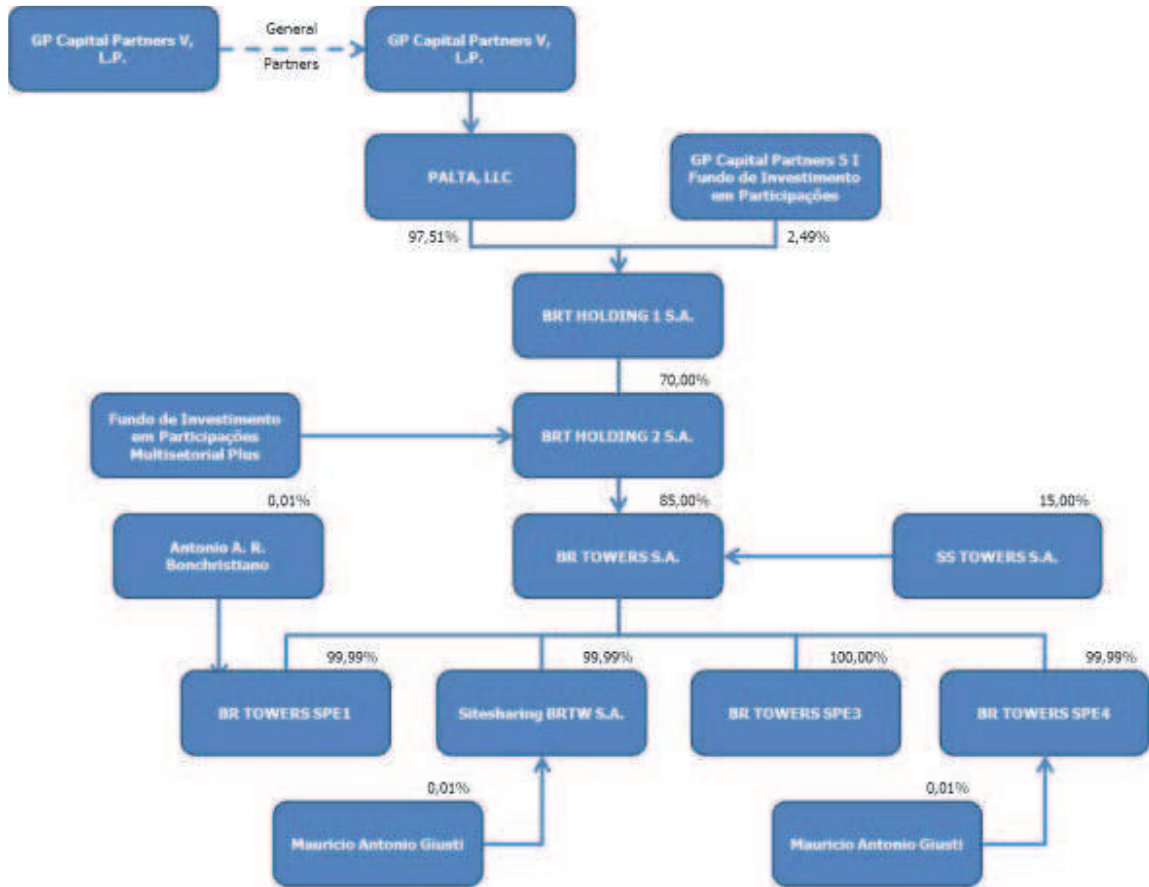 GP Capital Partners V,
L.P.
General
Partners
GP Capital Partners V,
L.P.
PALTA, LLC
GP Capital Partners 5 I
Fundo de Investimento
em Participações
97,51%
2,49%
BRT HOLDING 1 S.A.
70,00%
Fundo de Investimento
em Participações
Multisetorial Plus
BRT HOLDING 2 S.A.
0,01%
85,00%
15,00%
Antonio A. R.
Bonchristiano
BR TOWERS S.A.
SS TOWERS S.A.
99,99%
99,99%
100,00%
99,99%
BR TOWERS SPE1
Sitesharing BRTW S.A.
BR TOWERS SPE3
BR TOWERS SPE4
0,01%
0,01%
Mauricio Antonio Giusti
Mauricio Antonio Giusti